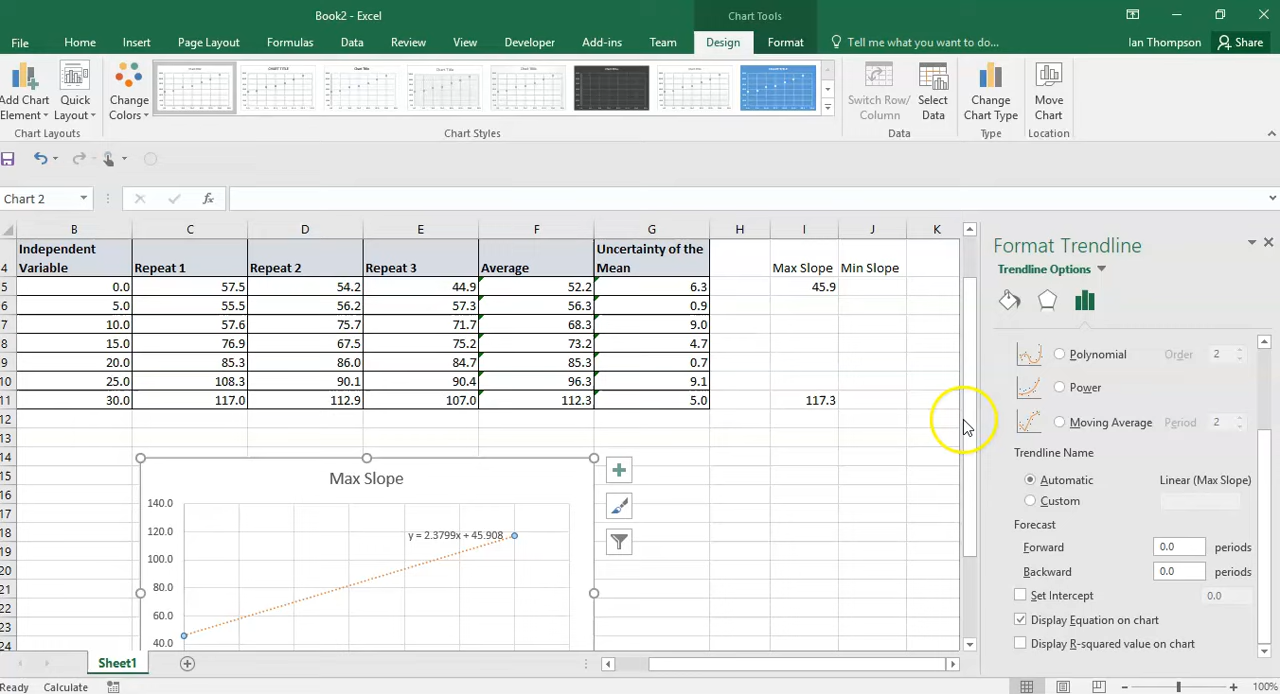 Book2 - Excel
Chart Tools
File Home Insert Page Layout Formulas Data Review View Developer Add-ins Team Design Format Tell me what you want to do... Ian Thompson Share
Add Chart Element
Quick Layout
Change Colors
Switch Row/ Column
Select Data
Change Chart Type
Move Chart
Chart Layouts Chart Styles Data Type Location
Chart 2 fx
B C D E F G H I J K
4 Independent Variable Repeat 1 Repeat 2 Repeat 3 Average Uncertainty of the Mean Max Slope Min Slope
5 0.0 57.5 54.2 44.9 52.2 6.3 45.9
6 5.0 55.5 56.2 57.3 56.3 0.9
7 10.0 57.6 75.7 71.7 68.3 9.0
8 15.0 76.9 67.5 75.2 73.2 4.7
9 20.0 85.3 86.0 84.7 85.3 0.7
10 25.0 108.3 90.1 90.4 96.3 9.1
11 30.0 117.0 112.9 107.0 112.3 5.0 117.3
12
13
14
15
16
17
18
19
20
21
22
23
24
Max Slope
140.0
120.0
y = 2.3799x + 45.908
100.0
80.0
60.0
40.0
Format Trendline
Trendline Options
Polynomial Order 2
Power
Moving Average Period 2
Trendline Name
Automatic Linear (Max Slope)
Custom
Forecast
Forward 0.0 periods
Backward 0.0 periods
Set Intercept 0.0
Display Equation on chart
Display R-squared value on chart
Sheet1
Ready Calculate 100%